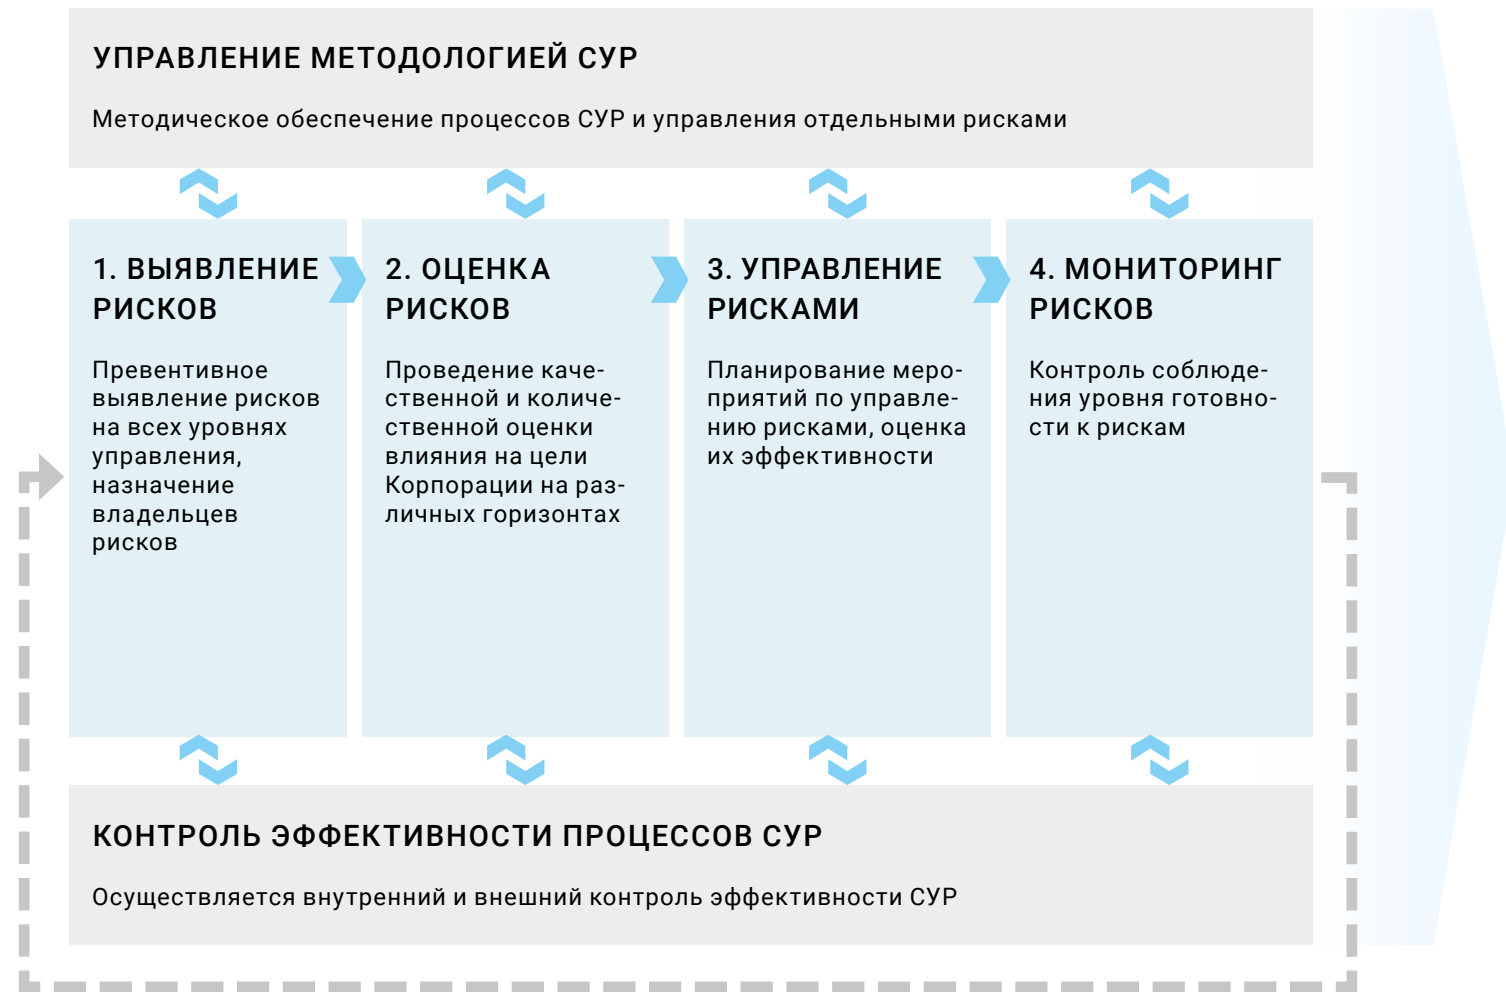 УПРАВЛЕНИЕ МЕТОДОЛОГИЕЙ СУР
Методическое обеспечение процессов СУР и управления отдельными рисками
1. ВЫЯВЛЕНИЕ
РИСКОВ
Превентивное
выявление рисков
на всех уровнях
управления,
назначение
владельцев
рисков
2. ОЦЕНКА
РИСКОВ
Проведение каче-
ственной и количе-
ственной оценки
влияния на цели
Корпорации на раз-
личных горизонтах
3. УПРАВЛЕНИЕ
РИСКАМИ
Планирование меро-
приятий по управле-
нию рисками, оценка
их эффективности
4. МОНИТОРИНГ
РИСКОВ
Контроль соблюде-
ния уровня готовно-
сти к рискам
КОНТРОЛЬ ЭФФЕКТИВНОСТИ ПРОЦЕССОВ СУР
Осуществляется внутренний и внешний контроль эффективности СУР